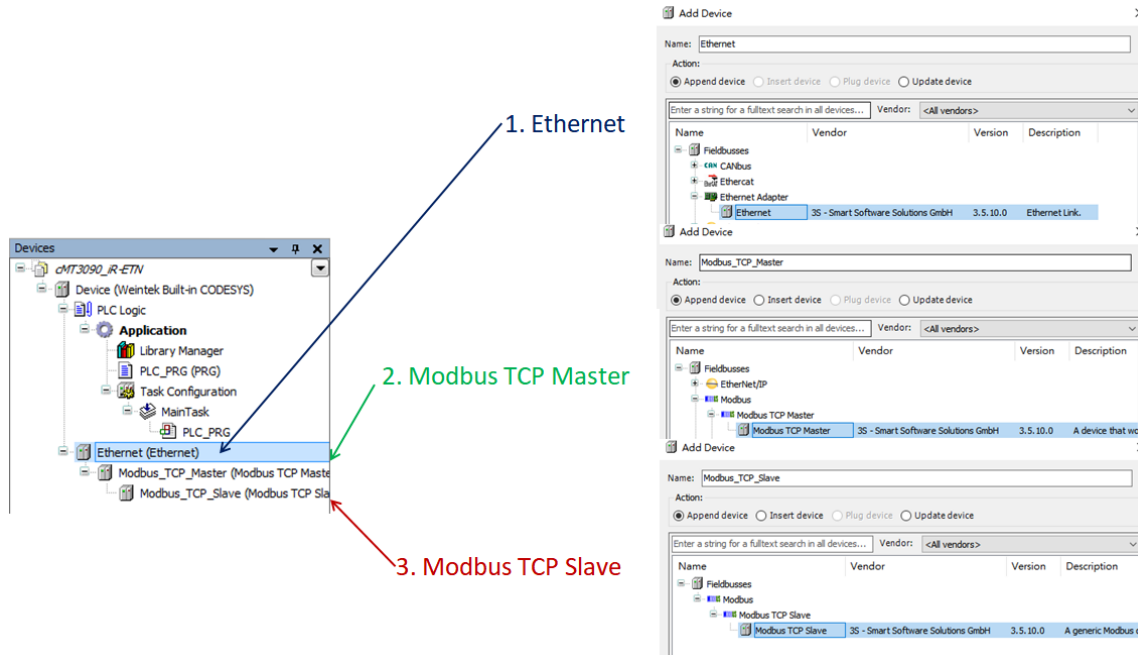 Add Device
Name: Ethernet
Action:
Append device Insert device Plug device Update device
Enter a string for a fulltext search in all devices... Vendor: <All vendors>
Name Vendor Version Description
Fieldbusses
CANbus
Ethercat
Ethernet Adapter
Ethernet 3S - Smart Software Solutions GmbH 3.5.10.0 Ethernet Link.
1. Ethernet
Devices
cMT3090_iR-ETN
Device (Weintek Built-in CODESYS)
PLC Logic
Application
Library Manager
PLC_PRG (PRG)
Task Configuration
MainTask
PLC_PRG
Ethernet (Ethernet)
Modbus_TCP_Master (Modbus TCP Maste
Modbus_TCP_Slave (Modbus TCP Sla
Add Device
Name: Modbus_TCP_Master
Action:
Append device Insert device Plug device Update device
Enter a string for a fulltext search in all devices... Vendor: <All vendors>
Name Vendor Version Description
Fieldbusses
EtherNet/IP
Modbus
Modbus TCP Master
Modbus TCP Master 3S - Smart Software Solutions GmbH 3.5.10.0 A device that wo
2. Modbus TCP Master
Add Device
Name: Modbus_TCP_Slave
Action:
Append device Insert device Plug device Update device
Enter a string for a fulltext search in all devices... Vendor: <All vendors>
Name Vendor Version Description
Fieldbusses
Modbus
Modbus TCP Slave
Modbus TCP Slave 3S - Smart Software Solutions GmbH 3.5.10.0 A generic Modbus
3. Modbus TCP Slave